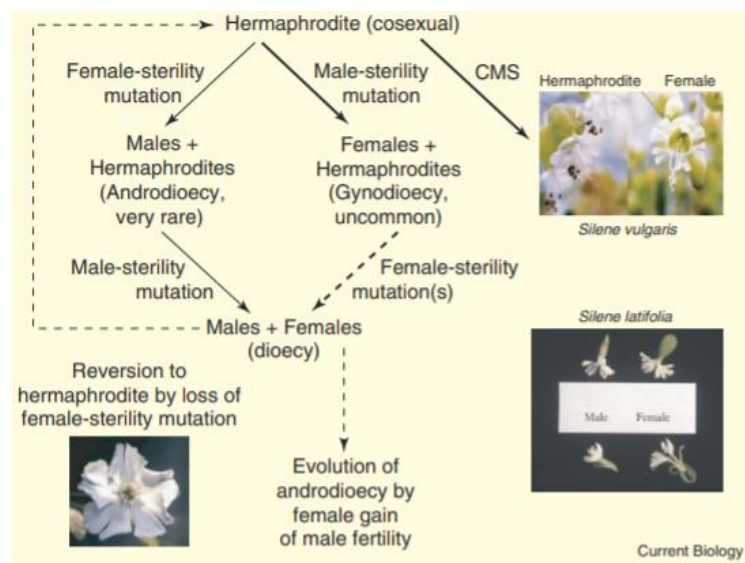 Hermaphrodite (cosexual)
Female-sterility
mutation
Male-sterility
mutation
CMS
Hermaphrodite Female
Males +
Hermaphrodites
(Androdioecy,
very rare)
Females +
Hermaphrodites
(Gynodioecy,
uncommon)
Silene vulgaris
Male-sterility
mutation
Female-sterility
mutation(s)
Males + Females
(dioecy)
Silene latifolia
Male Female
Reversion to
hermaphrodite by loss of
female-sterility mutation
Evolution of
androdioecy by
female gain
of male fertility
Current Biology